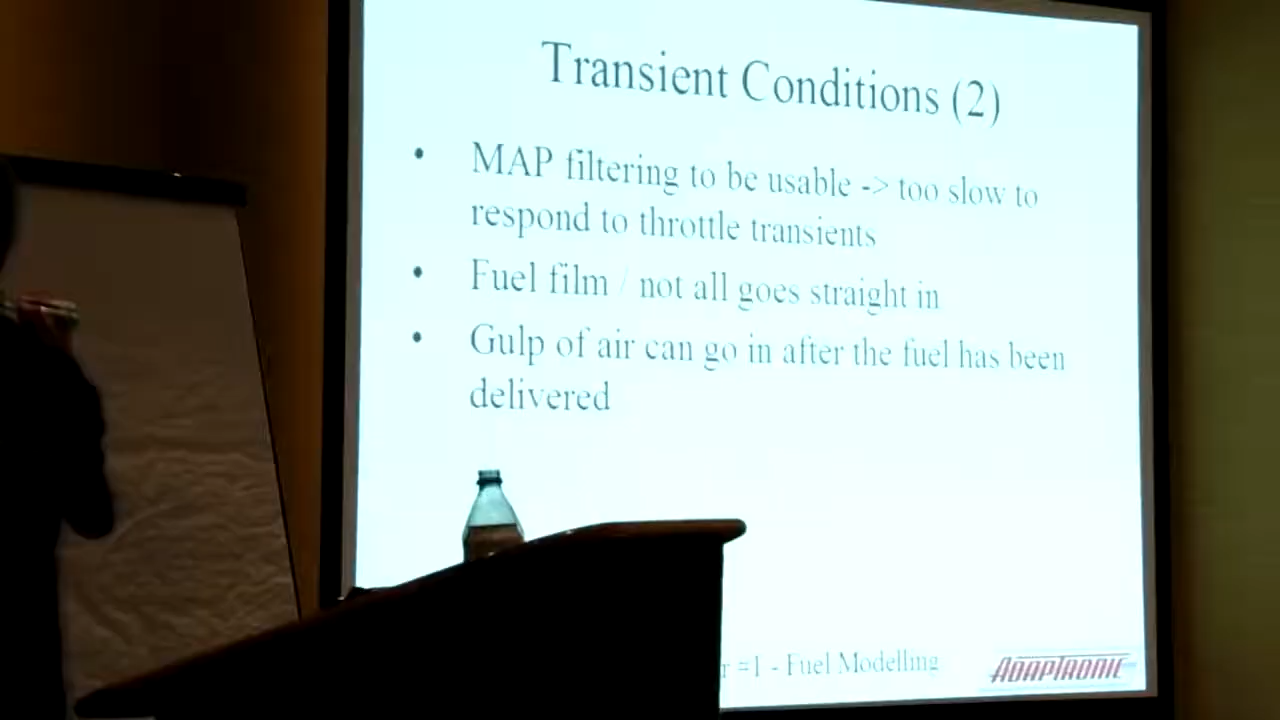 Transient Conditions (2)
• MAP filtering to be usable -> too slow to
respond to throttle transients
• Fuel film / not all goes straight in
• Gulp of air can go in after the fuel has been
delivered
r =1 - Fuel Modelling
ADAPTRONIC